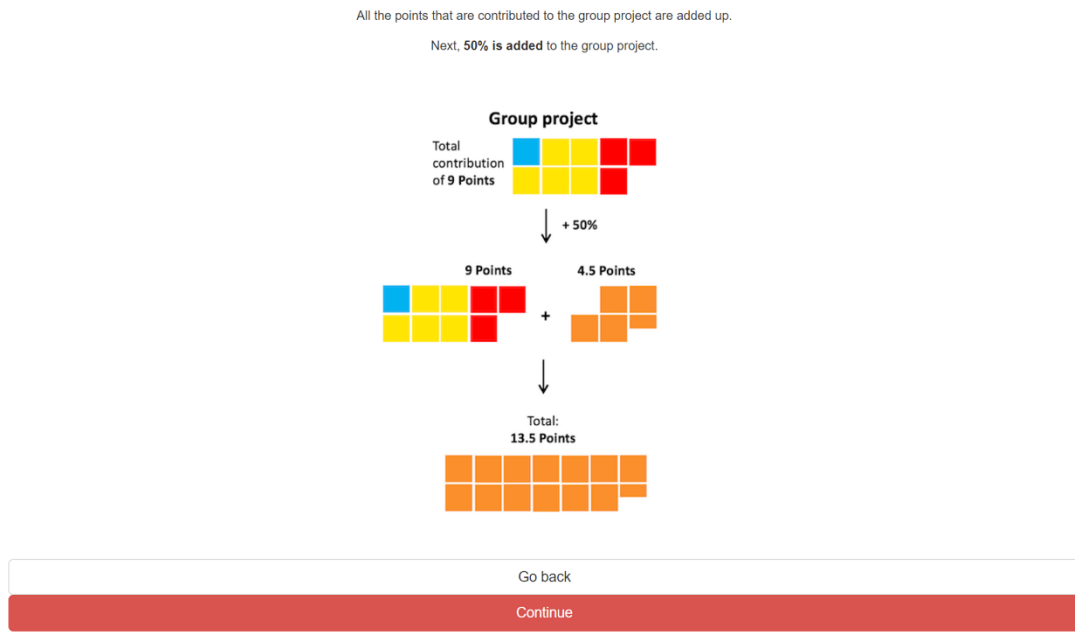 All the points that are contributed to the group project are added up.
Next, 50% is added to the group project.
Group project
Total
contribution
of 9 Points
+ 50%
9 Points
4.5 Points
+
Total:
13.5 Points
Go back
Continue